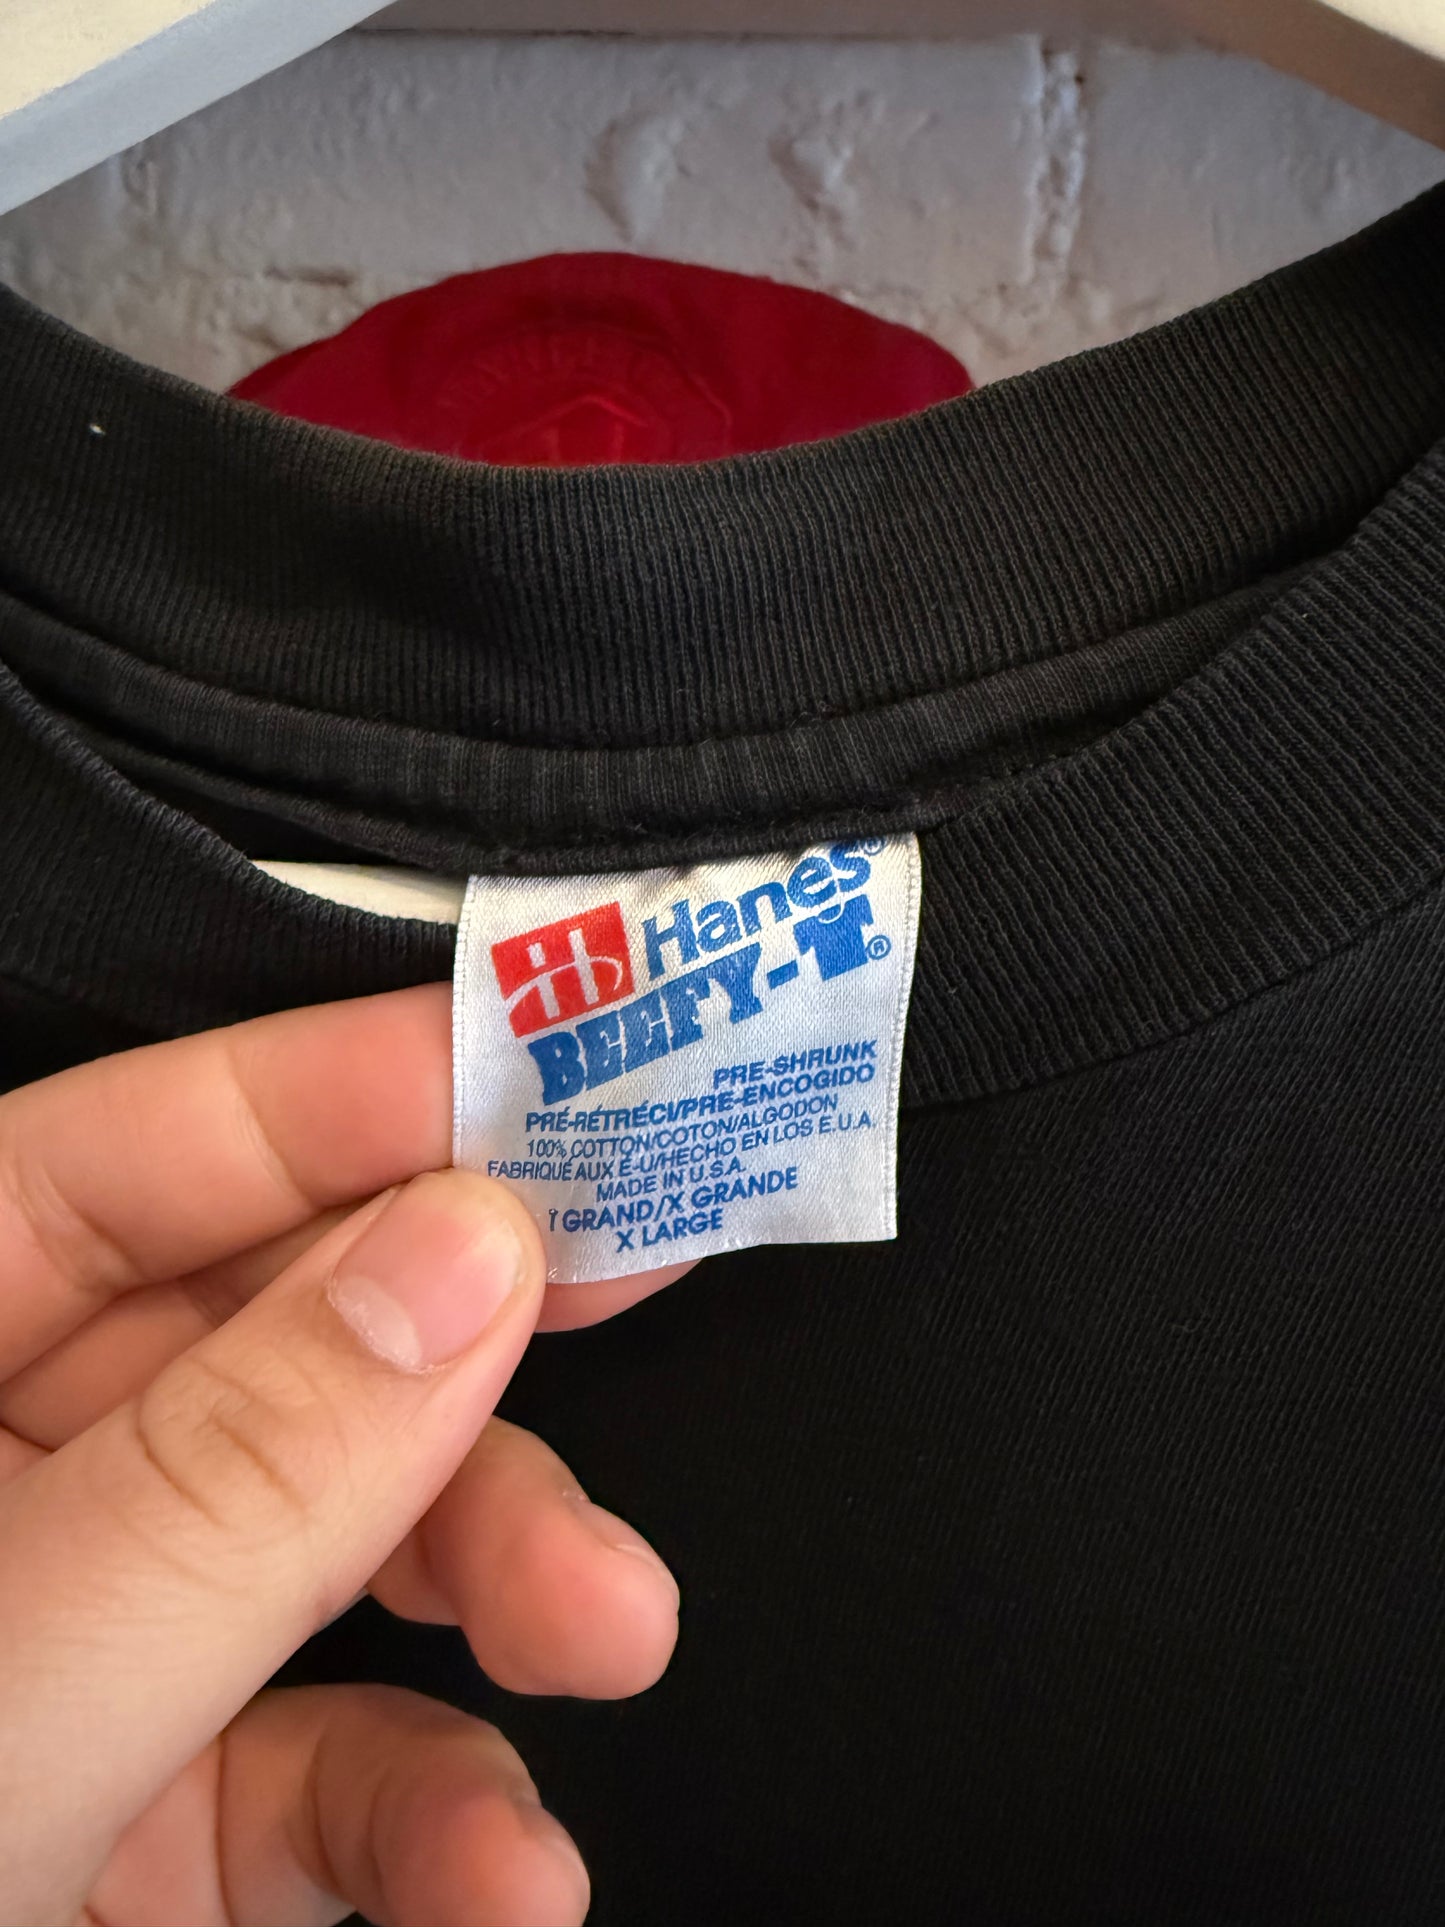 Hanes®
BEEFY-T®
PRE-SHRUNK
PRÉ-RÉTRÉCI/PRE-ENCOGIDO
100% COTTON/COTON/ALGODON
FABRIQUÉ AUX É-U/HECHO EN LOS E.U.A.
MADE IN U.S.A.
GRAND/X GRANDE
X LARGE